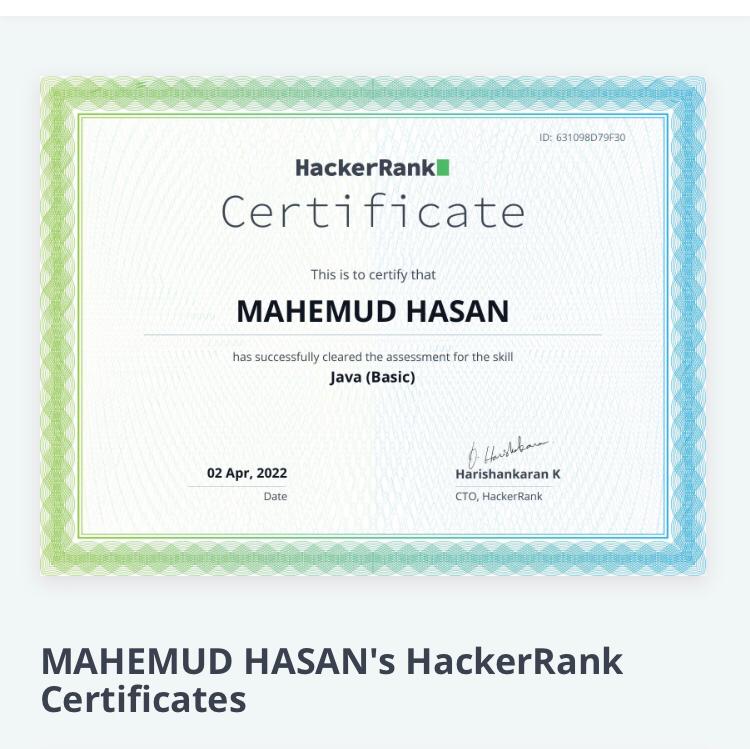 ID: 631098D79F30
HackerRank
Certificate
This is to certify that
MAHEMUD HASAN
has successfully cleared the assessment for the skill
Java (Basic)
02 Apr, 2022
Date
Harishankaran K
CTO, HackerRank
MAHEMUD HASAN's HackerRank
Certificates